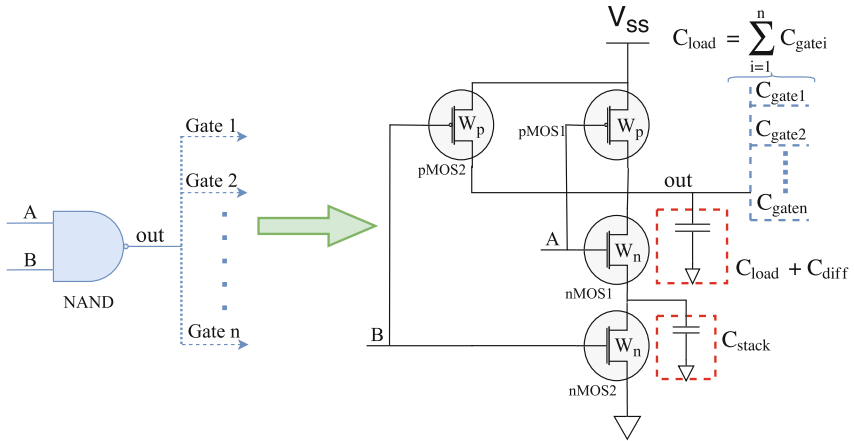 Gate 1
Gate 2
A
B
out
NAND
Gate n
V_SS
C_load = ∑_{i=1}^{n} C_gatei
C_gate1
C_gate2
C_gaten
W_p
pMOS2
pMOS1
W_p
out
A
W_n
nMOS1
C_load + C_diff
B
W_n
nMOS2
C_stack